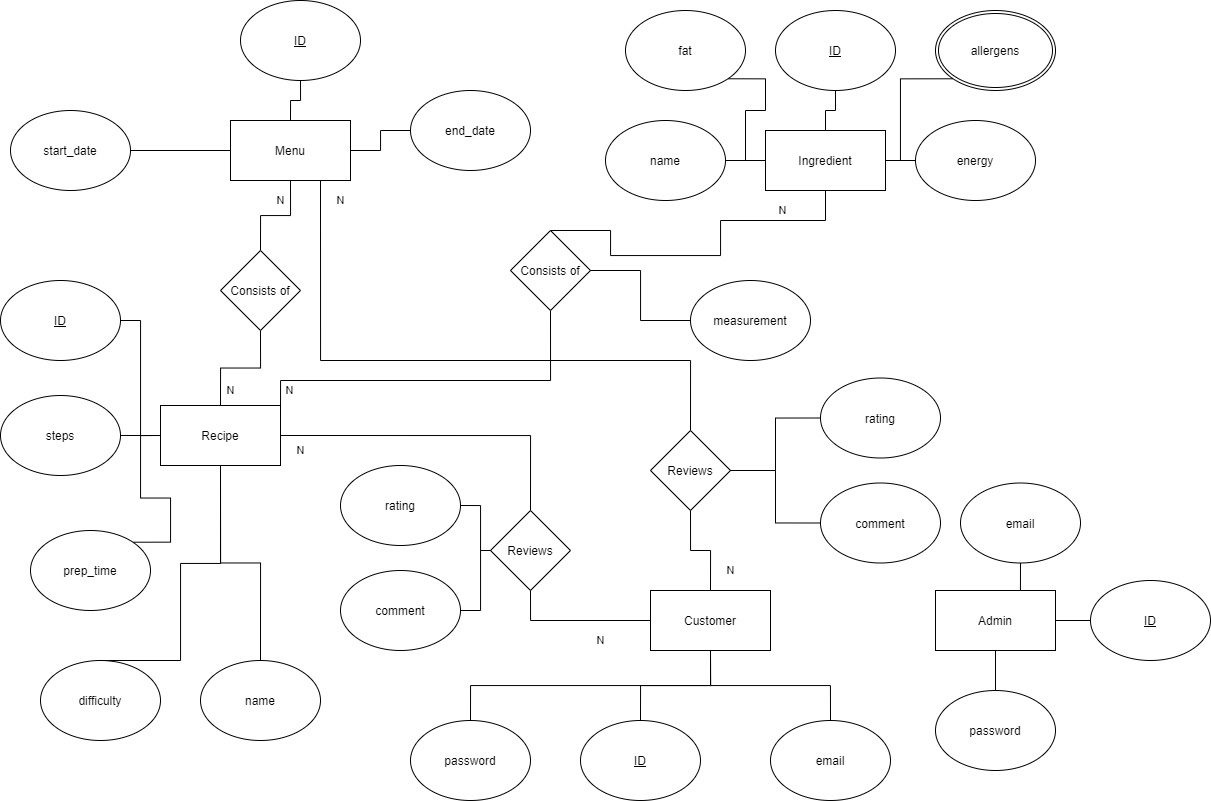 ID
fat
ID
allergens
start_date
Menu
end_date
name
Ingredient
energy
N
N
N
Consists of
Consists of
ID
measurement
N
N
rating
steps
Recipe
N
Reviews
rating
comment
email
Reviews
prep_time
N
comment
Customer
Admin
ID
N
difficulty
name
password
password
ID
email